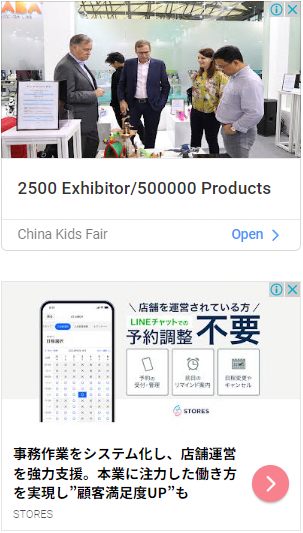 ABA
2500 Exhibitor/500000 Products
China Kids Fair
Open
＼店舗を運営されている方／
LINEチャットでの
予約調整
不要
日程選択
予約の
受付・管理
前日の
リマインド案内
日程変更や
キャンセル
STORES
事務作業をシステム化し、店舗運営
を強力支援。本業に注力した働き方
を実現し”顧客満足度UP”も
STORES